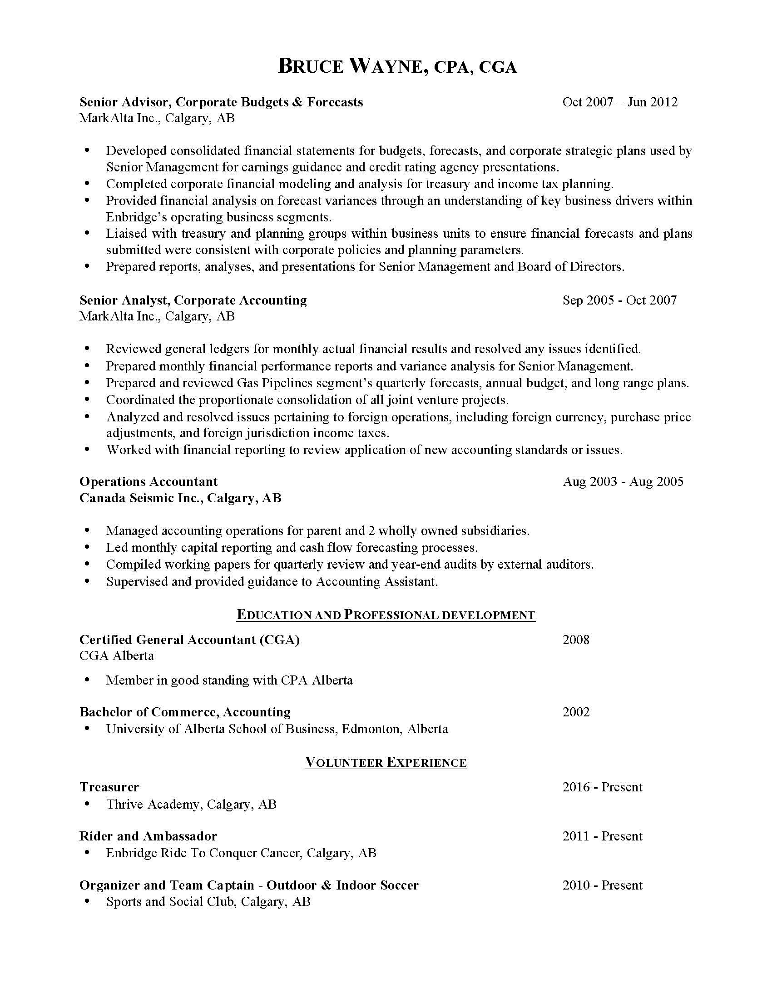 BRUCE WAYNE, CPA, CGA
Senior Advisor, Corporate Budgets & Forecasts Oct 2007 – Jun 2012
MarkAlta Inc., Calgary, AB
• Developed consolidated financial statements for budgets, forecasts, and corporate strategic plans used by
Senior Management for earnings guidance and credit rating agency presentations.
• Completed corporate financial modeling and analysis for treasury and income tax planning.
• Provided financial analysis on forecast variances through an understanding of key business drivers within
Enbridge’s operating business segments.
• Liaised with treasury and planning groups within business units to ensure financial forecasts and plans
submitted were consistent with corporate policies and planning parameters.
• Prepared reports, analyses, and presentations for Senior Management and Board of Directors.
Senior Analyst, Corporate Accounting Sep 2005 - Oct 2007
MarkAlta Inc., Calgary, AB
• Reviewed general ledgers for monthly actual financial results and resolved any issues identified.
• Prepared monthly financial performance reports and variance analysis for Senior Management.
• Prepared and reviewed Gas Pipelines segment’s quarterly forecasts, annual budget, and long range plans.
• Coordinated the proportionate consolidation of all joint venture projects.
• Analyzed and resolved issues pertaining to foreign operations, including foreign currency, purchase price
adjustments, and foreign jurisdiction income taxes.
• Worked with financial reporting to review application of new accounting standards or issues.
Operations Accountant Aug 2003 - Aug 2005
Canada Seismic Inc., Calgary, AB
• Managed accounting operations for parent and 2 wholly owned subsidiaries.
• Led monthly capital reporting and cash flow forecasting processes.
• Compiled working papers for quarterly review and year-end audits by external auditors.
• Supervised and provided guidance to Accounting Assistant.
EDUCATION AND PROFESSIONAL DEVELOPMENT
Certified General Accountant (CGA) 2008
CGA Alberta
• Member in good standing with CPA Alberta
Bachelor of Commerce, Accounting 2002
• University of Alberta School of Business, Edmonton, Alberta
VOLUNTEER EXPERIENCE
Treasurer 2016 - Present
• Thrive Academy, Calgary, AB
Rider and Ambassador 2011 - Present
• Enbridge Ride To Conquer Cancer, Calgary, AB
Organizer and Team Captain - Outdoor & Indoor Soccer 2010 - Present
• Sports and Social Club, Calgary, AB